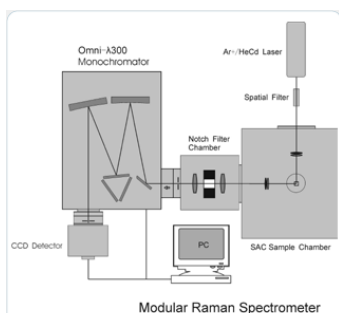 Omni-λ300
Monochromator
Ar+/HeCd Laser
Spatial Filter
Notch Filter
Chamber
CCD Detector
PC
SAC Sample Chamber
Modular Raman Spectrometer